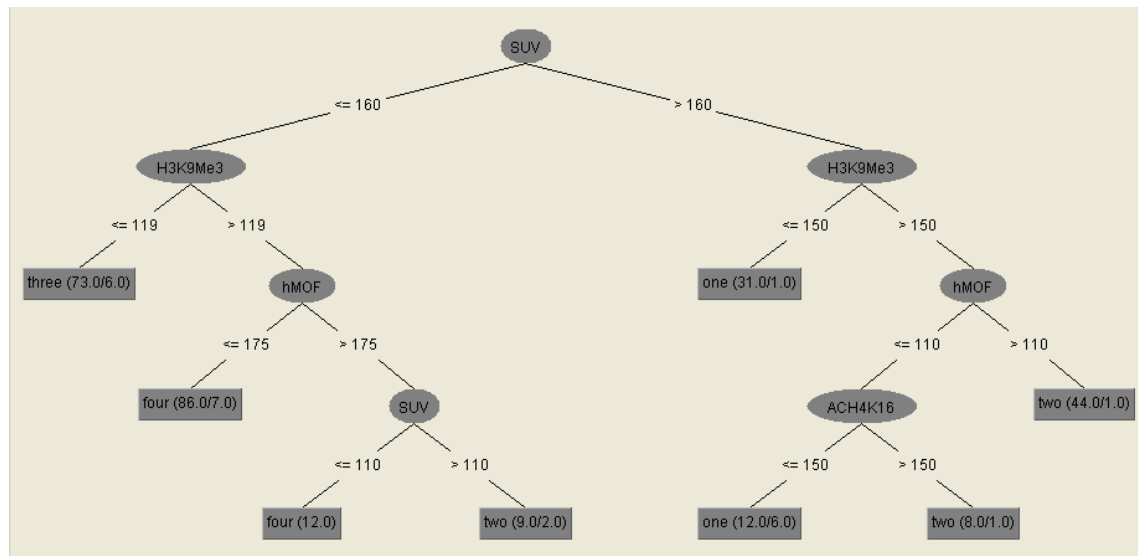 SUV
<= 160
> 160
H3K9Me3
H3K9Me3
<= 119
> 119
<= 150
> 150
three (73.0/6.0)
hMOF
one (31.0/1.0)
hMOF
<= 175
> 175
<= 110
> 110
four (86.0/7.0)
SUV
ACH4K16
two (44.0/1.0)
<= 110
> 110
<= 150
> 150
four (12.0)
two (9.0/2.0)
one (12.0/6.0)
two (8.0/1.0)